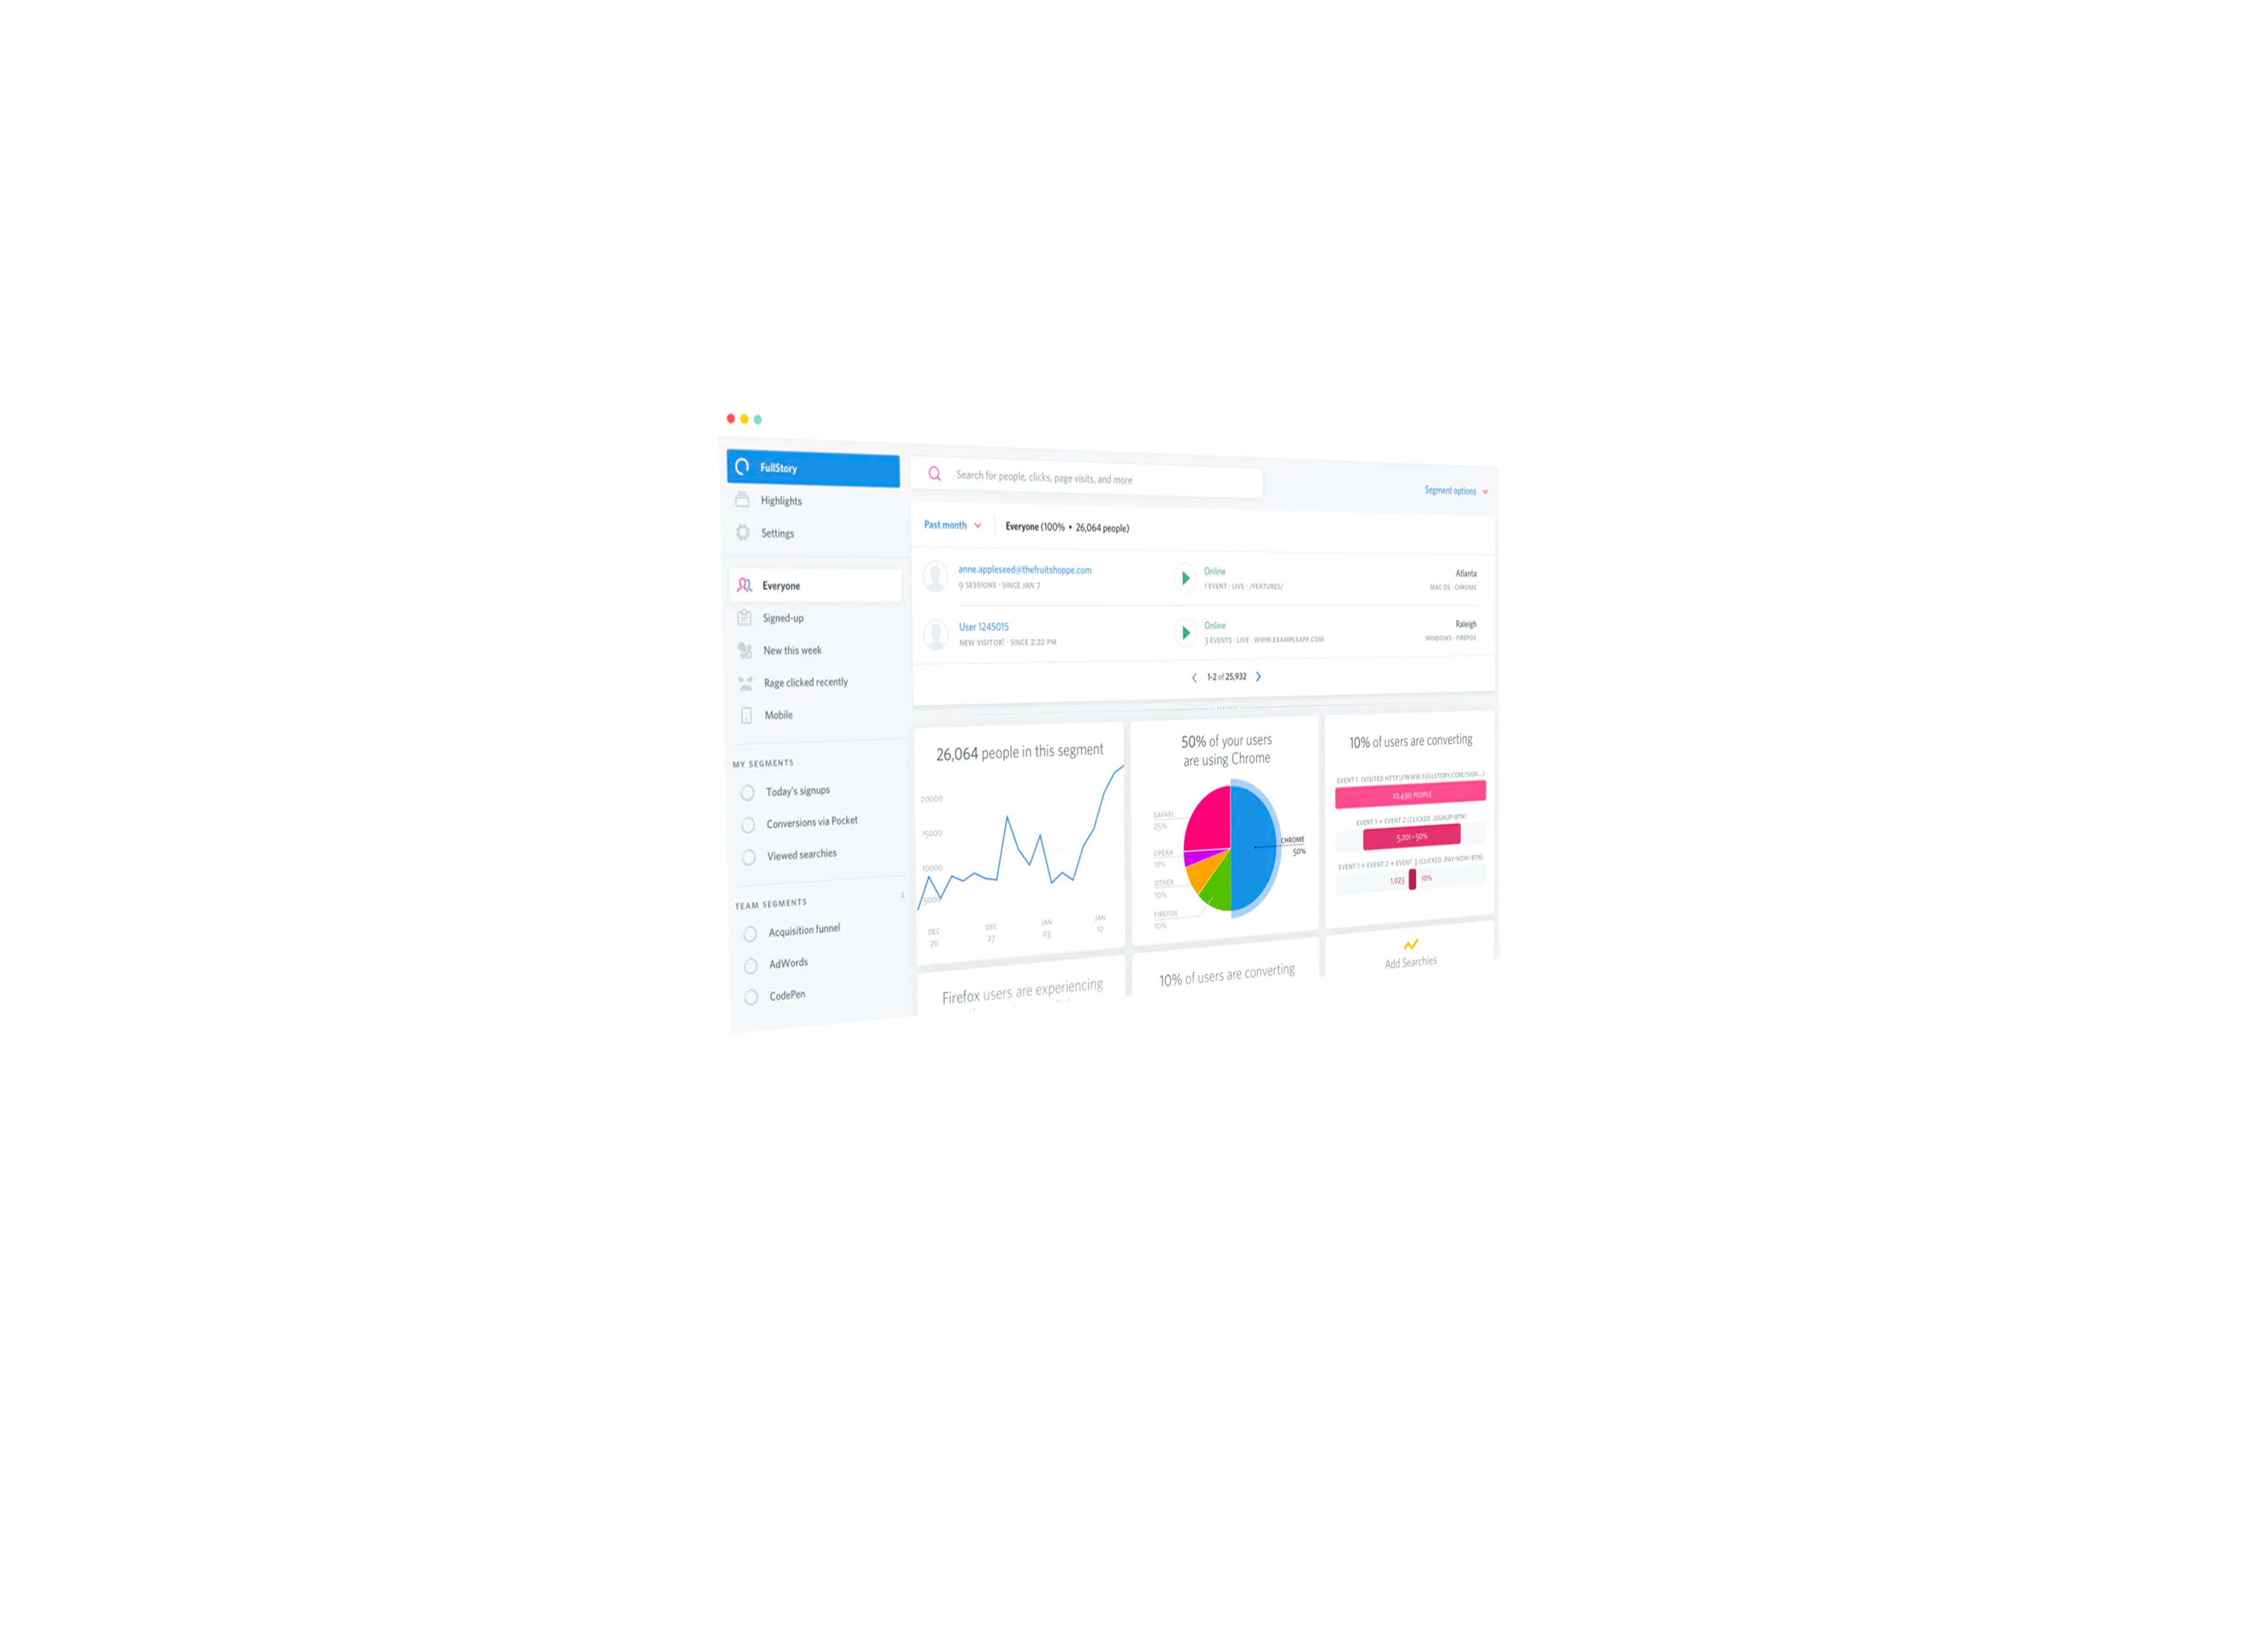 FullStory
Highlights
Settings
Everyone
Signed-up
New this week
Rage clicked recently
Mobile
MY SEGMENTS
Today's signups
Conversions via Pocket
Viewed searchies
TEAM SEGMENTS 1
Acquisition funnel
AdWords
CodePen
Search for people, clicks, page visits, and more
Segment options
Past month
Everyone (100% • 26,064 people)
anne.appleseed@thefruitshoppe.com
9 SESSIONS · SINCE JAN 7
Online
1 EVENT · LIVE · /FEATURES/
Atlanta
MAC OS · CHROME
User 1245015
NEW VISITOR! · SINCE 2:22 PM
Online
3 EVENTS · LIVE · WWW.EXAMPLEAPP.COM
Raleigh
WINDOWS · FIREFOX
1-2 of 25,932
26,064 people in this segment
20000
15000
10000
5000
DEC
20
DEC
27
JAN
03
JAN
10
50% of your users
are using Chrome
SAFARI
25%
OPERA
10%
OTHER
10%
FIREFOX
10%
CHROME
50%
10% of users are converting
EVENT 1 (VISITED HTTP://WWW.FULLSTORY.COM/SIGN...)
10,490 PEOPLE
EVENT 1 + EVENT 2 (CLICKED .SIGNUP-BTN)
5,201 • 50%
EVENT 1 + EVENT 2 + EVENT 3 (CLICKED .PAY-NOW-BTN)
1,023 10%
Firefox users are experiencing
10% of users are converting
Add Searchies